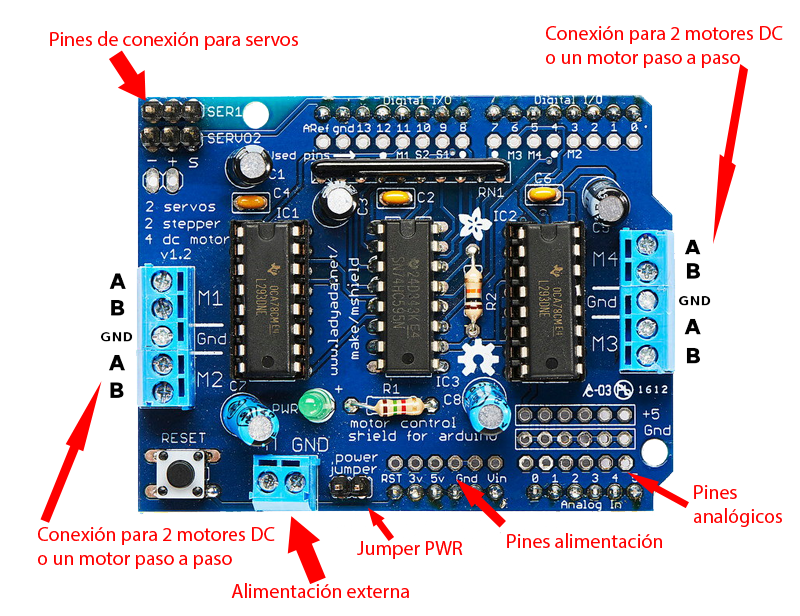 Pines de conexión para servos
Conexión para 2 motores DC
o un motor paso a paso
SER1
SERVO2
Digital I/O
Digital I/O
ARef gnd 13 12 11 10 9 8
7 6 5 4 3 2 1 0
used pins
M1 S2 S1
M3 M4 M2
- + S
C1
C4
C3
C2
RN1
C6
C5
IC1
IC2
2 servos
2 stepper
4 dc motor
v1.2
L293DNE
www.ladyada.net/
make/mshield
SN74HC595N
R2
L293DNE
A
B
GND
A
B
M1
Gnd
M2
M4
Gnd
M3
A
B
GND
A
B
C7
PWR
+
R1
IC3
C8
1612
motor control
shield for arduino
+5
Gnd
RESET
GND
power
jumper
RST 3v 5v Gnd Vin
0 1 2 3 4 5
Analog In
Pines
analógicos
Conexión para 2 motores DC
o un motor paso a paso
Jumper PWR
Pines alimentación
Alimentación externa